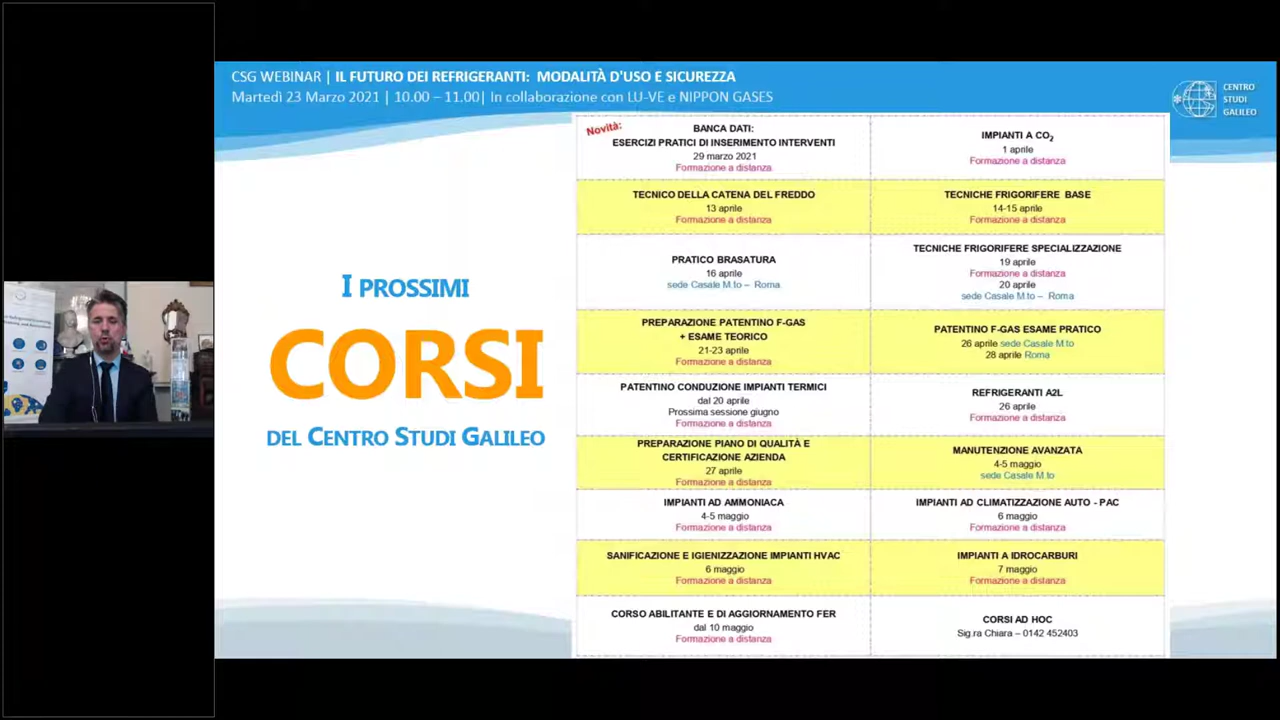 CSG WEBINAR | IL FUTURO DEI REFRIGERANTI: MODALITÀ D'USO E SICUREZZA
Martedì 23 Marzo 2021 | 10.00 – 11.00| In collaborazione con LU-VE e NIPPON GASES
CENTRO
STUDI
GALILEO
I PROSSIMI
CORSI
DEL CENTRO STUDI GALILEO
Novità:
BANCA DATI:
ESERCIZI PRATICI DI INSERIMENTO INTERVENTI
29 marzo 2021
Formazione a distanza
IMPIANTI A CO2
1 aprile
Formazione a distanza
TECNICO DELLA CATENA DEL FREDDO
13 aprile
Formazione a distanza
TECNICHE FRIGORIFERE BASE
14-15 aprile
Formazione a distanza
PRATICO BRASATURA
16 aprile
sede Casale M.to – Roma
TECNICHE FRIGORIFERE SPECIALIZZAZIONE
19 aprile
Formazione a distanza
20 aprile
sede Casale M.to – Roma
PREPARAZIONE PATENTINO F-GAS
+ ESAME TEORICO
21-23 aprile
Formazione a distanza
PATENTINO F-GAS ESAME PRATICO
26 aprile sede Casale M.to
28 aprile Roma
PATENTINO CONDUZIONE IMPIANTI TERMICI
dal 20 aprile
Prossima sessione giugno
Formazione a distanza
REFRIGERANTI A2L
26 aprile
Formazione a distanza
PREPARAZIONE PIANO DI QUALITÀ E
CERTIFICAZIONE AZIENDA
27 aprile
Formazione a distanza
MANUTENZIONE AVANZATA
4-5 maggio
sede Casale M.to
IMPIANTI AD AMMONIACA
4-5 maggio
Formazione a distanza
IMPIANTI AD CLIMATIZZAZIONE AUTO - PAC
6 maggio
Formazione a distanza
SANIFICAZIONE E IGIENIZZAZIONE IMPIANTI HVAC
6 maggio
Formazione a distanza
IMPIANTI A IDROCARBURI
7 maggio
Formazione a distanza
CORSO ABILITANTE E DI AGGIORNAMENTO FER
dal 10 maggio
Formazione a distanza
CORSI AD HOC
Sig.ra Chiara – 0142 452403